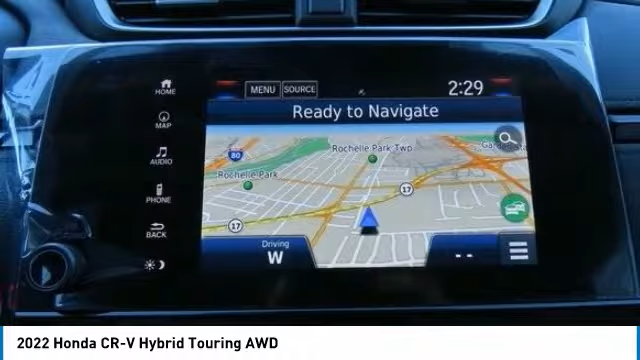 HOME
MENU
SOURCE
2:29
Ready to Navigate
MAP
80
Rochelle Park Twp
AUDIO
Rochelle Park
17
PHONE
17
BACK
Driving
W
--
2022 Honda CR-V Hybrid Touring AWD